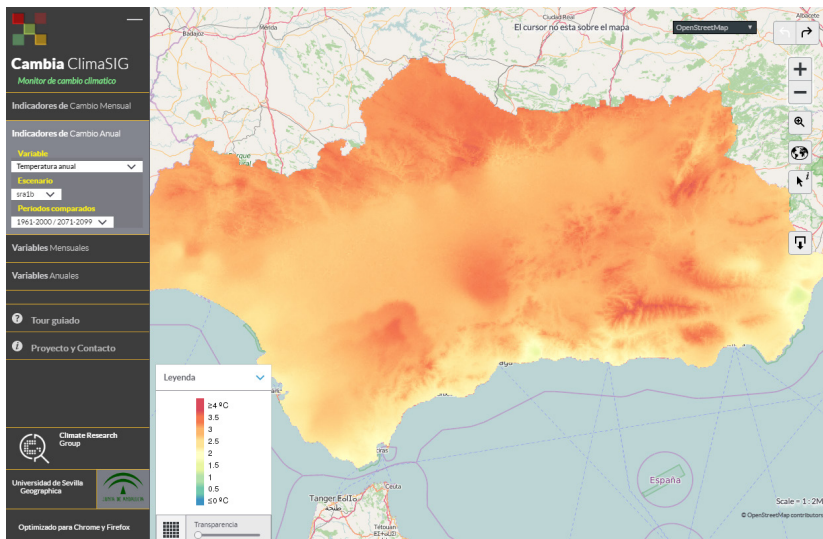 Cambia ClimaSIG
Monitor de cambio climatico
Indicadores de Cambio Mensual
Indicadores de Cambio Anual
Variable
Temperatura anual
Escenario
sra1b
Periodos comparados
1961-2000 / 2071-2099
Variables Mensuales
Variables Anuales
Tour guiado
Proyecto y Contacto
Climate Research
Group
Universidad de Sevilla
Geographica
Optimizado para Chrome y Firefox
Badajoz
Mérida
Ciudad Real
Albacete
El cursor no esta sobre el mapa
OpenStreetMap
Leyenda
≥4 ºC
3.5
3
2.5
2
1.5
1
0.5
≤0 ºC
Transparencia
Ceuta
Tanger
طنجة
Tétouan
España
Scale = 1 : 2M
© OpenStreetMap contributors